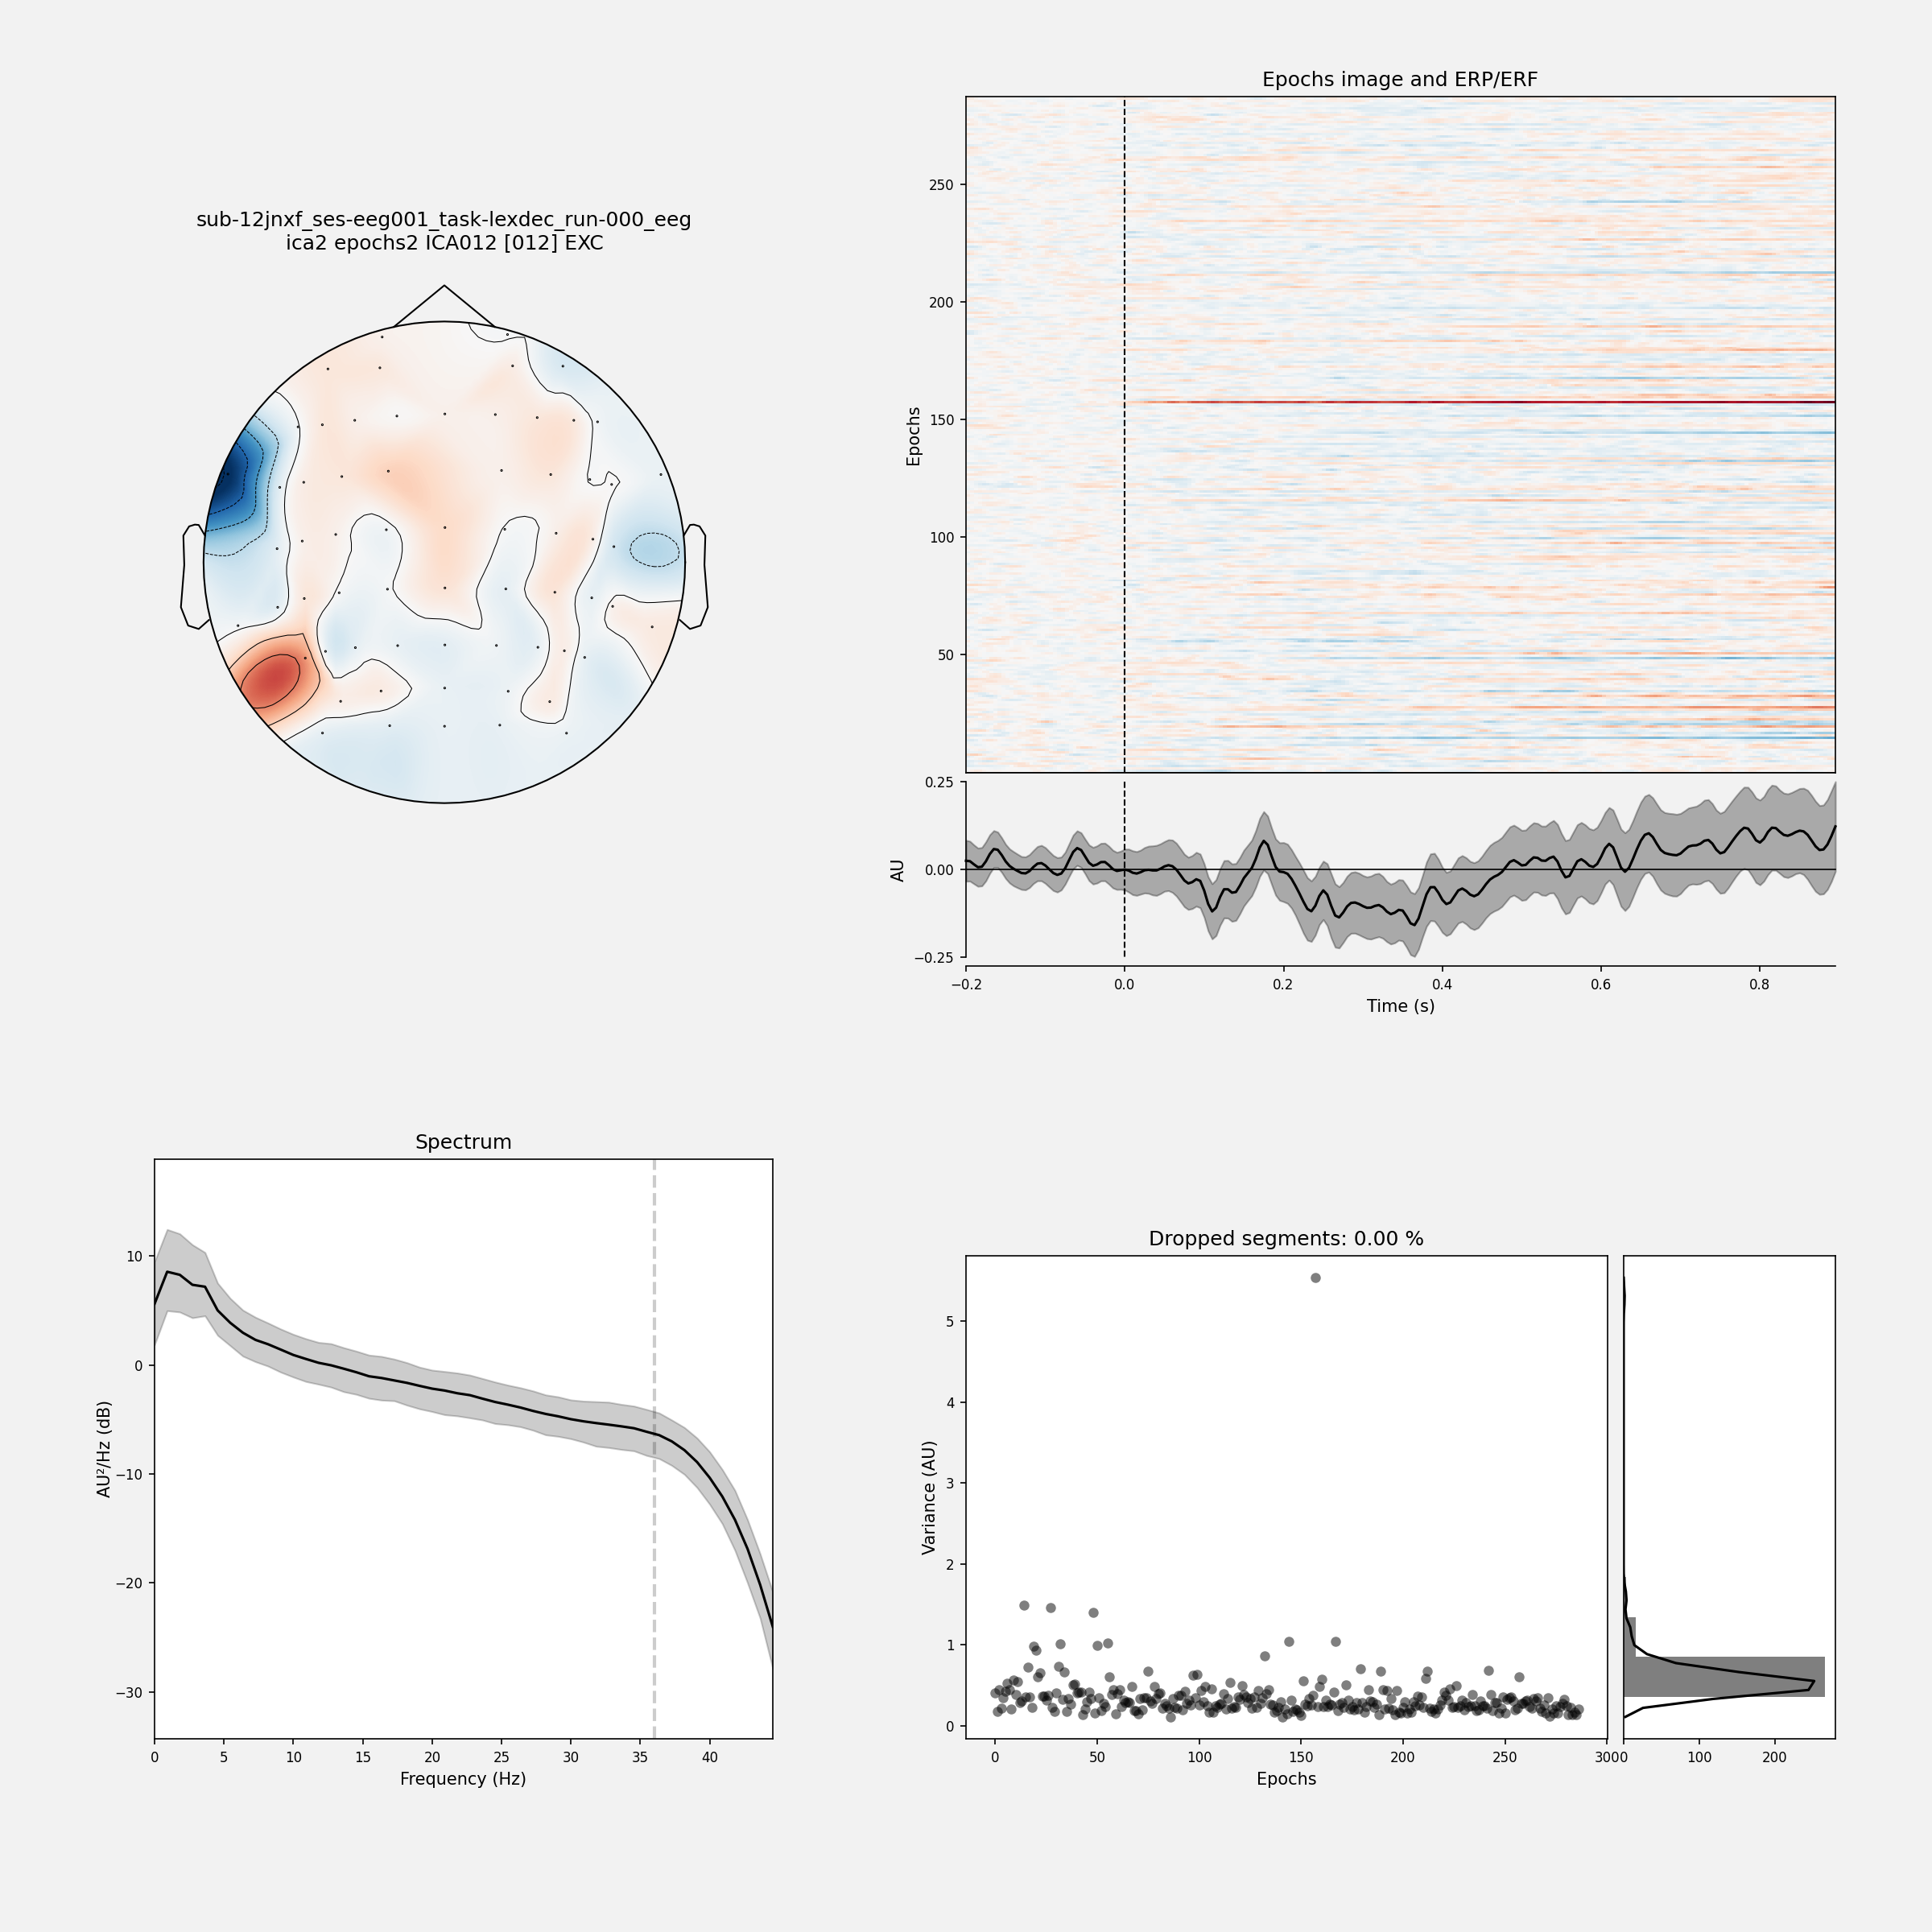 sub-12jnxf_ses-eeg001_task-lexdec_run-000_eeg
ica2 epochs2 ICA012 [012] EXC
Epochs image and ERP/ERF
Epochs
250
200
150
100
50
AU
0.25
0.00
−0.25
−0.2 0.0 0.2 0.4 0.6 0.8
Time (s)
Spectrum
AU²/Hz (dB)
10
0
−10
−20
−30
0 5 10 15 20 25 30 35 40
Frequency (Hz)
Dropped segments: 0.00 %
Variance (AU)
5
4
3
2
1
0
0 50 100 150 200 250 300
Epochs
0 100 200